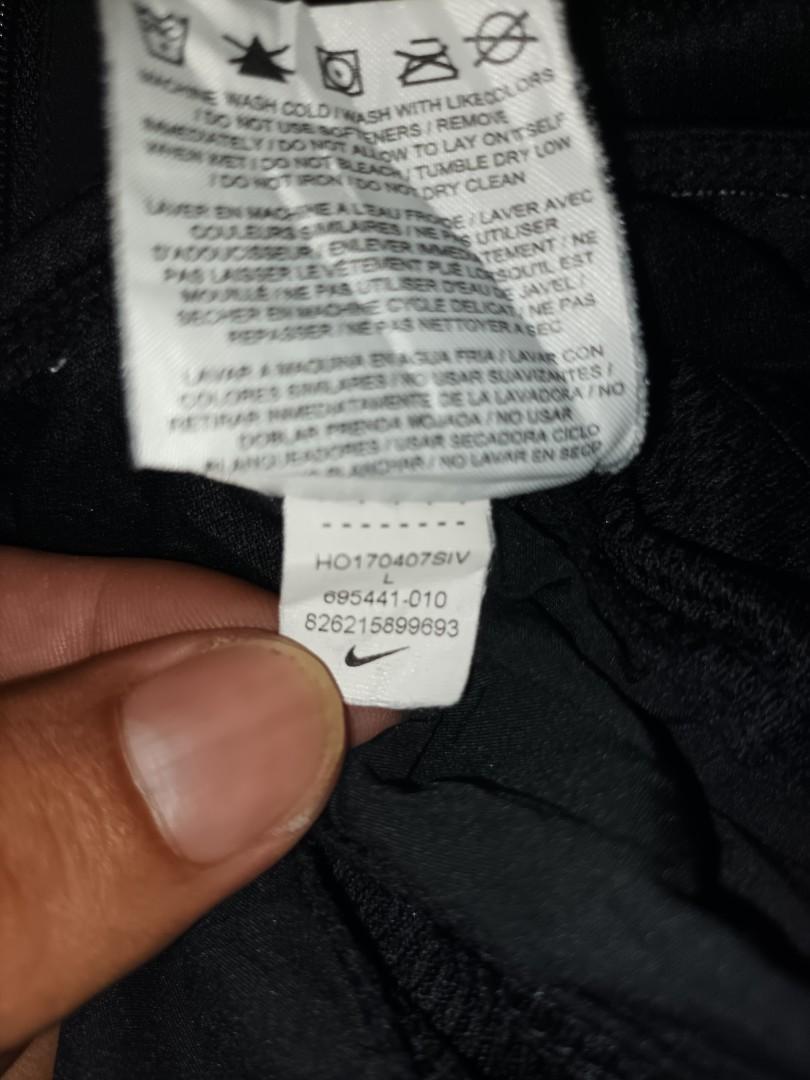 MACHINE WASH COLD / WASH WITH LIKE COLORS
/ DO NOT USE SOFTENERS / REMOVE
IMMEDIATELY / DO NOT ALLOW TO LAY ON ITSELF
WHEN WET / DO NOT BLEACH / TUMBLE DRY LOW
/ DO NOT IRON / DO NOT DRY CLEAN
LAVER EN MACHINE A L'EAU FROIDE / LAVER AVEC
COULEURS SIMILAIRES / NE PAS UTILISER
D'ADOUCISSEUR / ENLEVER IMMEDIATEMENT / NE
PAS LAISSER LE VÊTEMENT PLIE LORSQU'IL EST
MOUILLÉ / NE PAS UTILISER D'EAU DE JAVEL /
SECHER EN MACHINE CYCLE DELICAT / NE PAS
REPASSER / NE PAS NETTOYER A SEC
LAVAR A MAQUINA EN AGUA FRIA / LAVAR CON
COLORES SIMILARES / NO USAR SUAVIZANTES /
RETIRAR INMEDIATAMENTE DE LA LAVADORA / NO
DOBLAR PRENDA MOJADA / NO USAR
BLANQUEADORES / USAR SECADORA CICLO
/ NO LAVAR EN SECO
HO170407SIV
L
695441-010
826215899693